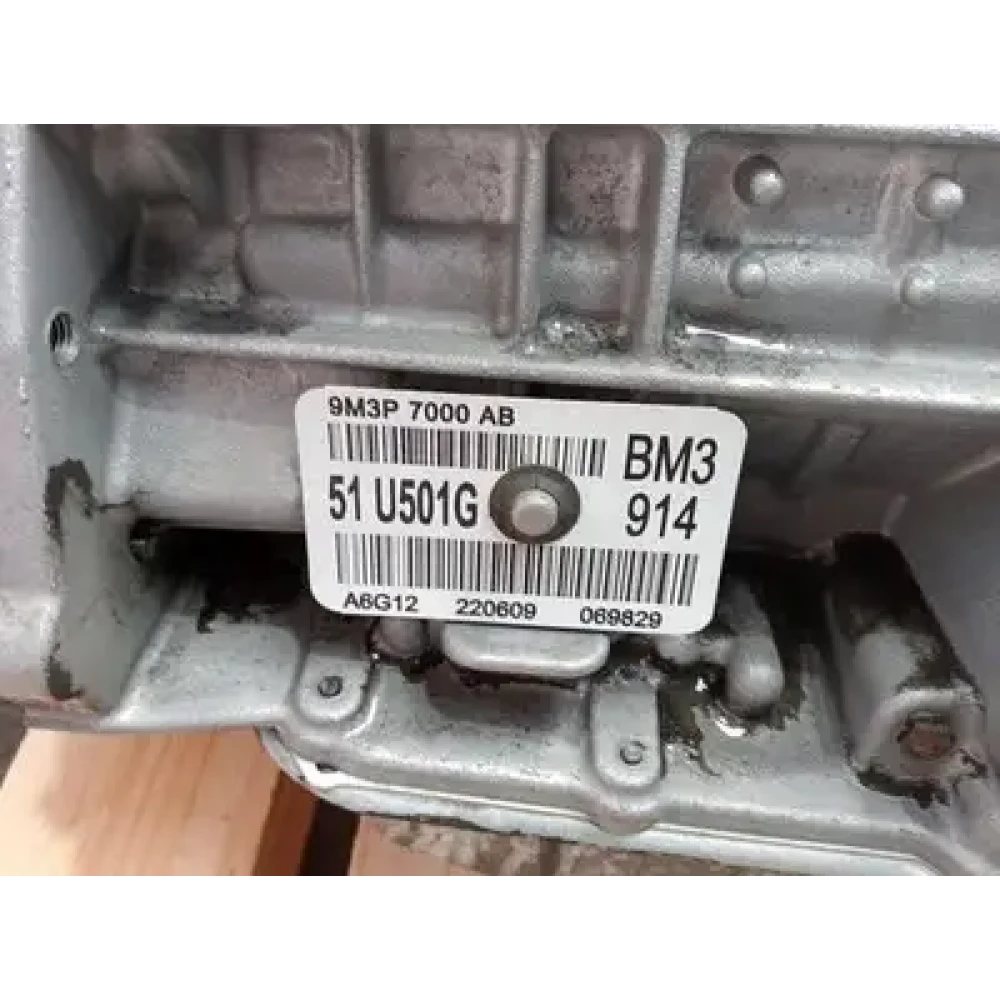 9M3P 7000 AB
BM3
51 U501G
914
A6G12 220609 069829